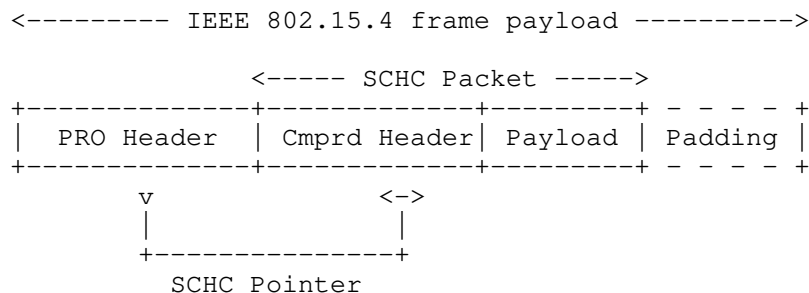 <--------- IEEE 802.15.4 frame payload ---------->
<----- SCHC Packet ----->
+--------------+-------------+---------+ - - - - +
| PRO Header | Cmprd Header| Payload | Padding |
+--------------+-------------+---------+ - - - - +
v <->
| |
+---------------+
SCHC Pointer